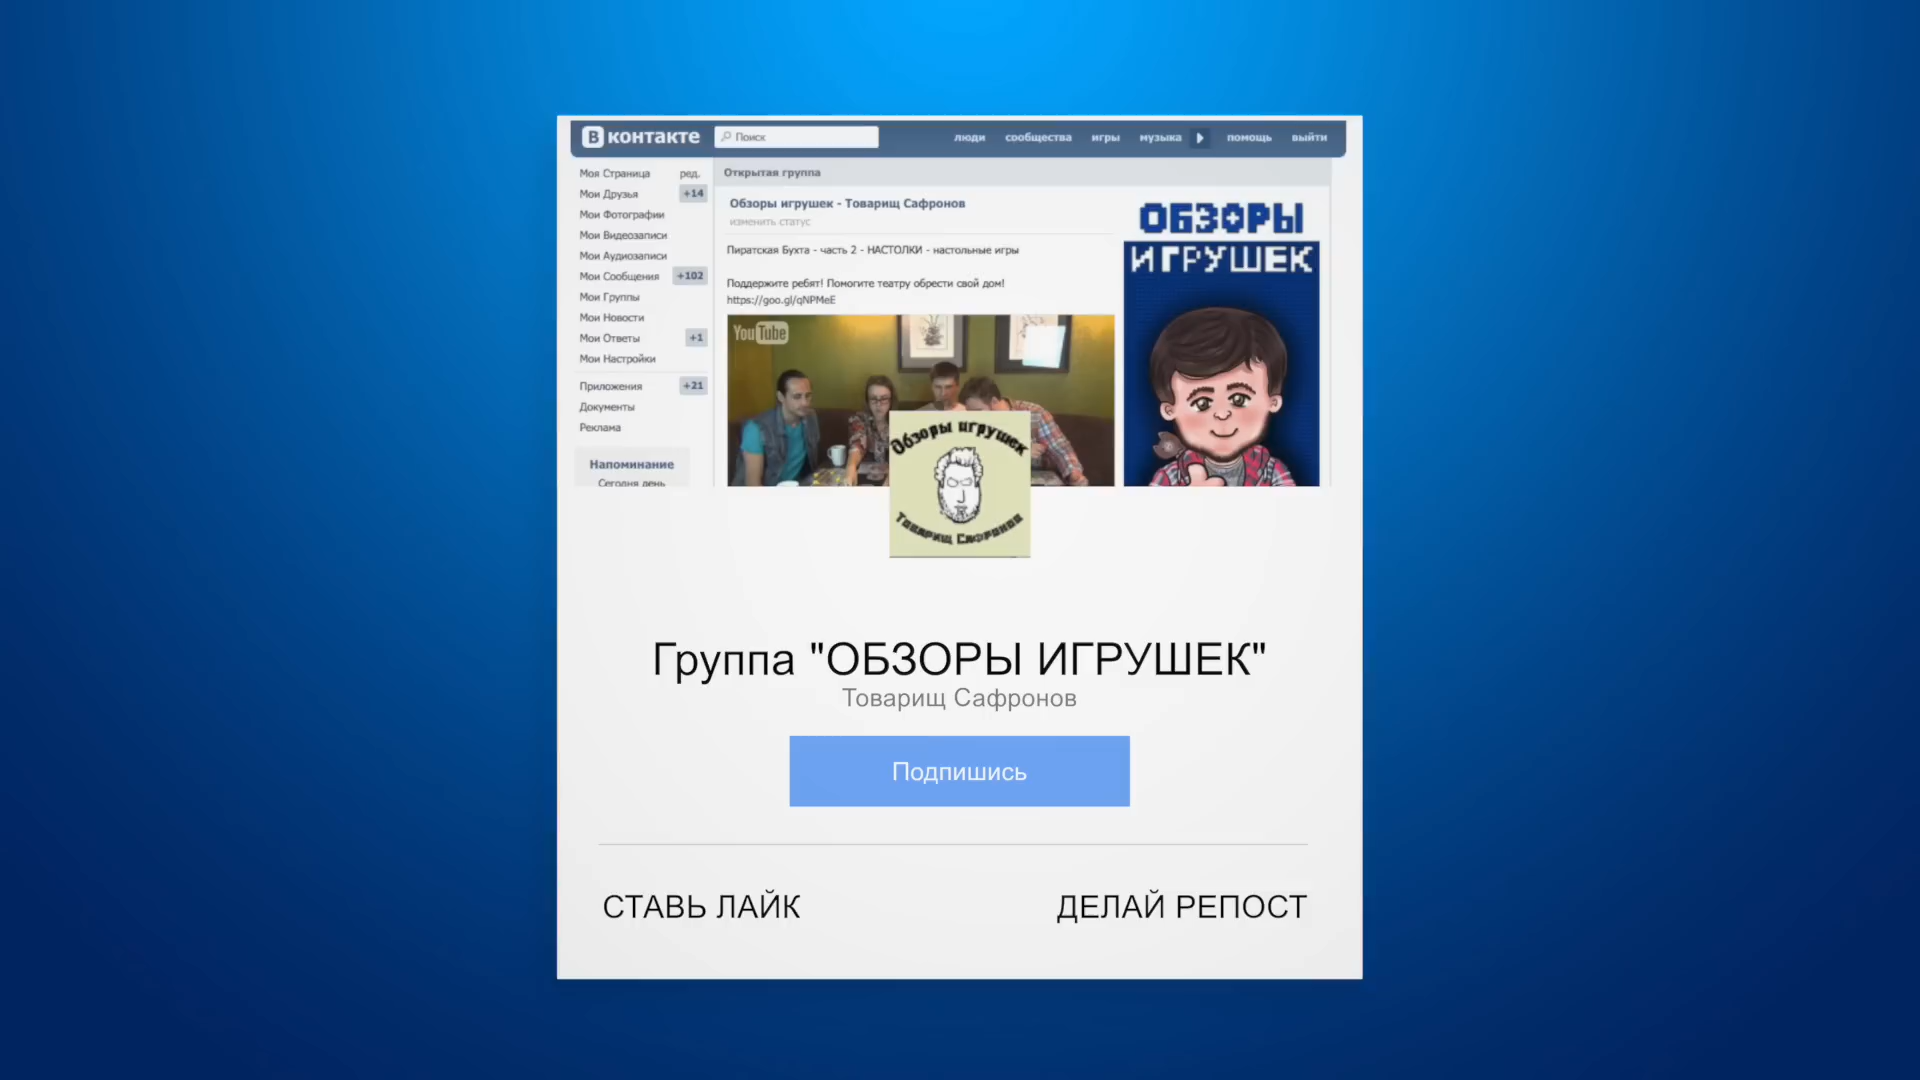 В контакте
Поиск
люди сообщества игры музыка помощь выйти
Моя Страница ред.
Мои Друзья +14
Мои Фотографии
Мои Видеозаписи
Мои Аудиозаписи
Мои Сообщения +102
Мои Группы
Мои Новости
Мои Ответы +1
Мои Настройки
Приложения +21
Документы
Реклама
Напоминание
Сегодня день
Открытая группа
Обзоры игрушек - Товарищ Сафронов
изменить статус
Пиратская Бухта - часть 2 - НАСТОЛКИ - настольные игры
Поддержите ребят! Помогите театру обрести свой дом!
https://goo.gl/qNPMeE
YouTube
ОБЗОРЫ
ИГРУШЕК
Обзоры игрушек
Товарищ Сафронов
Группа "ОБЗОРЫ ИГРУШЕК"
Товарищ Сафронов
Подпишись
СТАВЬ ЛАЙК
ДЕЛАЙ РЕПОСТ